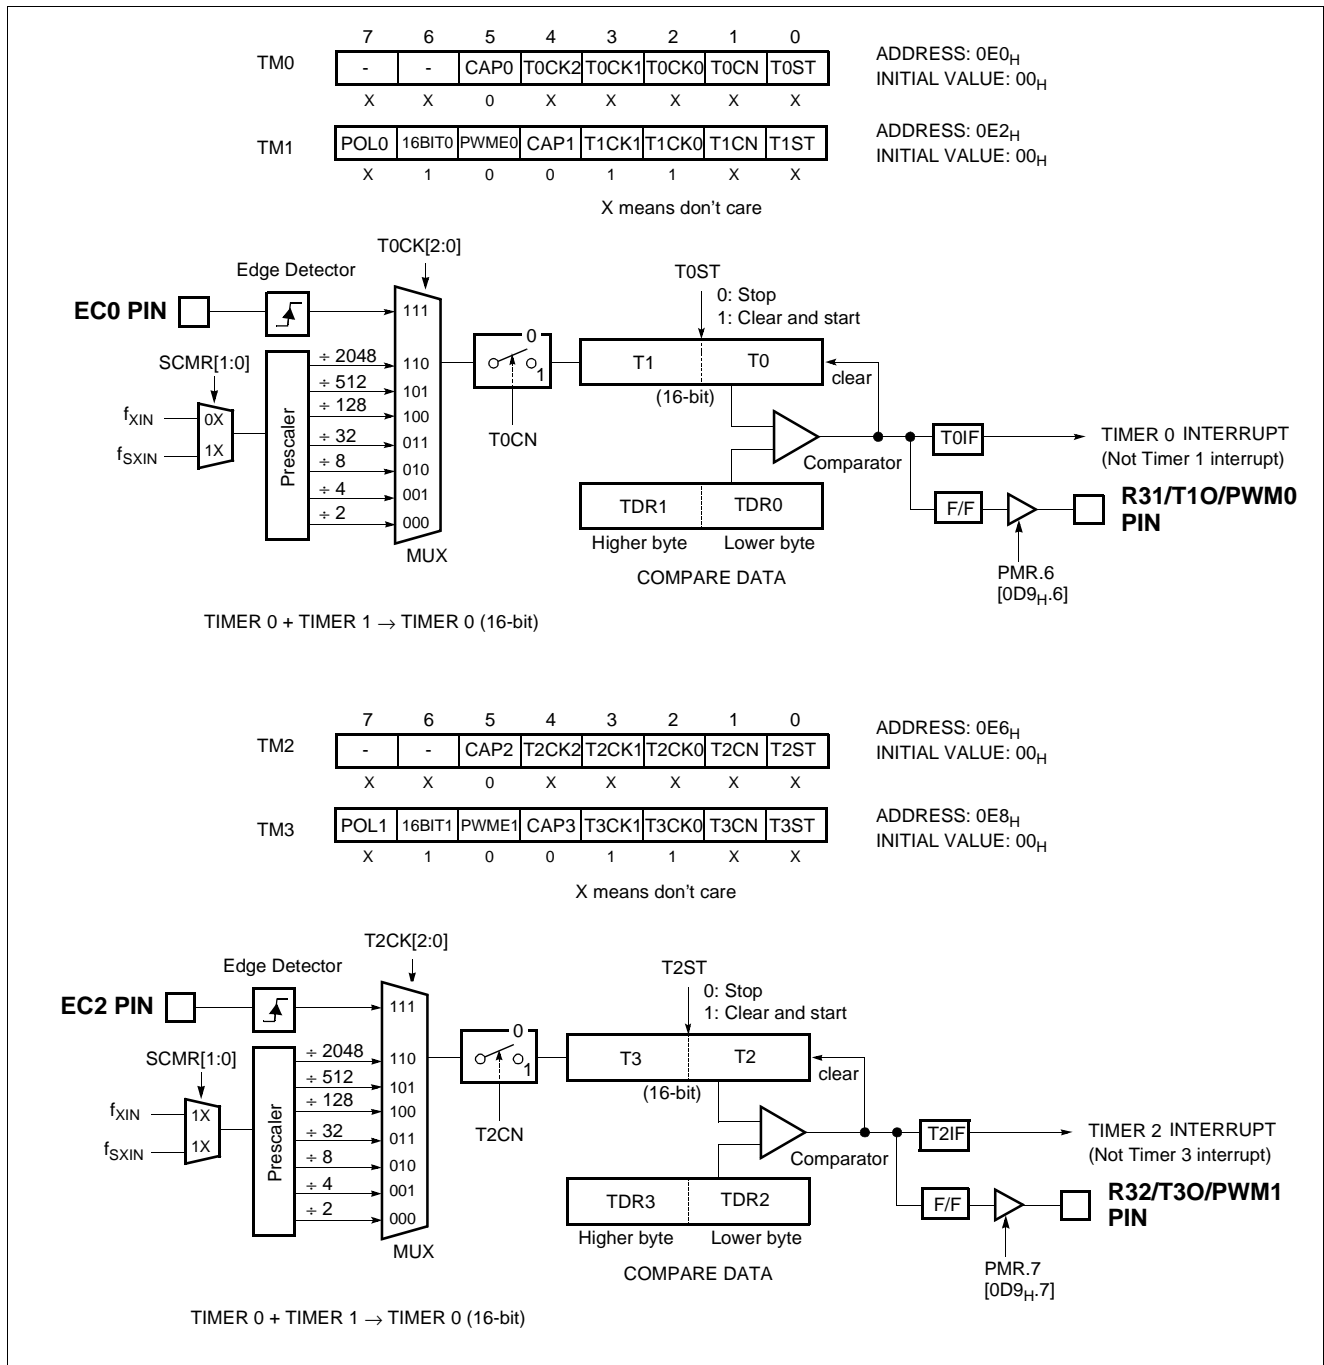 7 6 5 4 3 2 1 0
TM0 - - CAP0 T0CK2 T0CK1 T0CK0 T0CN T0ST
ADDRESS: 0E0H
INITIAL VALUE: 00H
X X 0 X X X X X
TM1 POL0 16BIT0 PWME0 CAP1 T1CK1 T1CK0 T1CN T1ST
ADDRESS: 0E2H
INITIAL VALUE: 00H
X 1 0 0 1 1 X X
X means don't care
T0CK[2:0]
Edge Detector
EC0 PIN
111
T0ST
0: Stop
1: Clear and start
SCMR[1:0]
fXIN
fSXIN
0X
1X
Prescaler
÷ 2048 110
÷ 512 101
÷ 128 100
÷ 32 011
÷ 8 010
÷ 4 001
÷ 2 000
MUX
0
1
T0CN
T1 T0
(16-bit)
clear
Comparator
T0IF
TIMER 0 INTERRUPT
(Not Timer 1 interrupt)
TDR1 TDR0
Higher byte Lower byte
COMPARE DATA
F/F
R31/T1O/PWM0
PIN
PMR.6
[0D9H.6]
TIMER 0 + TIMER 1 → TIMER 0 (16-bit)
7 6 5 4 3 2 1 0
TM2 - - CAP2 T2CK2 T2CK1 T2CK0 T2CN T2ST
ADDRESS: 0E6H
INITIAL VALUE: 00H
X X 0 X X X X X
TM3 POL1 16BIT1 PWME1 CAP3 T3CK1 T3CK0 T3CN T3ST
ADDRESS: 0E8H
INITIAL VALUE: 00H
X 1 0 0 1 1 X X
X means don't care
T2CK[2:0]
Edge Detector
EC2 PIN
111
T2ST
0: Stop
1: Clear and start
SCMR[1:0]
fXIN
fSXIN
1X
1X
Prescaler
÷ 2048 110
÷ 512 101
÷ 128 100
÷ 32 011
÷ 8 010
÷ 4 001
÷ 2 000
MUX
0
1
T2CN
T3 T2
(16-bit)
clear
Comparator
T2IF
TIMER 2 INTERRUPT
(Not Timer 3 interrupt)
TDR3 TDR2
Higher byte Lower byte
COMPARE DATA
F/F
R32/T3O/PWM1
PIN
PMR.7
[0D9H.7]
TIMER 0 + TIMER 1 → TIMER 0 (16-bit)